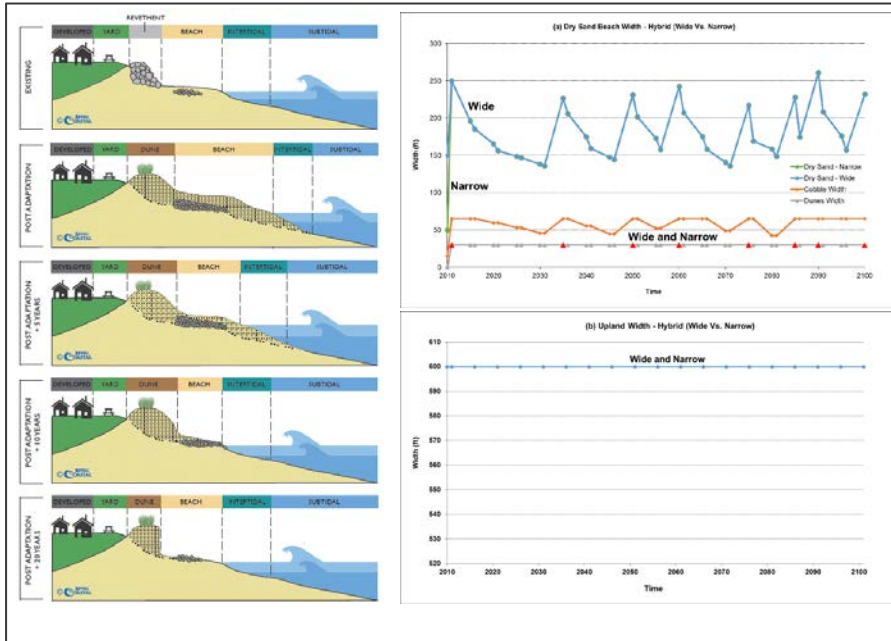 REVETMENT
DEVELOPED YARD BEACH INTERTIDAL SUBTIDAL
EXISTING
DEVELOPED YARD DUNE BEACH INTERTIDAL SUBTIDAL
POST ADAPTATION
DEVELOPED YARD DUNE BEACH INTERTIDAL SUBTIDAL
POST ADAPTATION
+ 5 YEARS
DEVELOPED YARD DUNE BEACH INTERTIDAL SUBTIDAL
POST ADAPTATION
+ 10 YEARS
DEVELOPED YARD DUNE BEACH INTERTIDAL SUBTIDAL
POST ADAPTATION
+ 20 YEARS
(a) Dry Sand Beach Width - Hybrid (Wide Vs. Narrow)
300
250
200
150
100
50
0
Width (ft)
Wide
Narrow
Wide and Narrow
Dry Sand - Narrow
Dry Sand - Wide
Cobble Width
Dunes Width
2010 2020 2030 2040 2050 2060 2070 2080 2090 2100
Time
(b) Upland Width - Hybrid (Wide Vs. Narrow)
610
600
590
580
570
560
550
540
530
520
Width (ft)
Wide and Narrow
2010 2020 2030 2040 2050 2060 2070 2080 2090 2100
Time